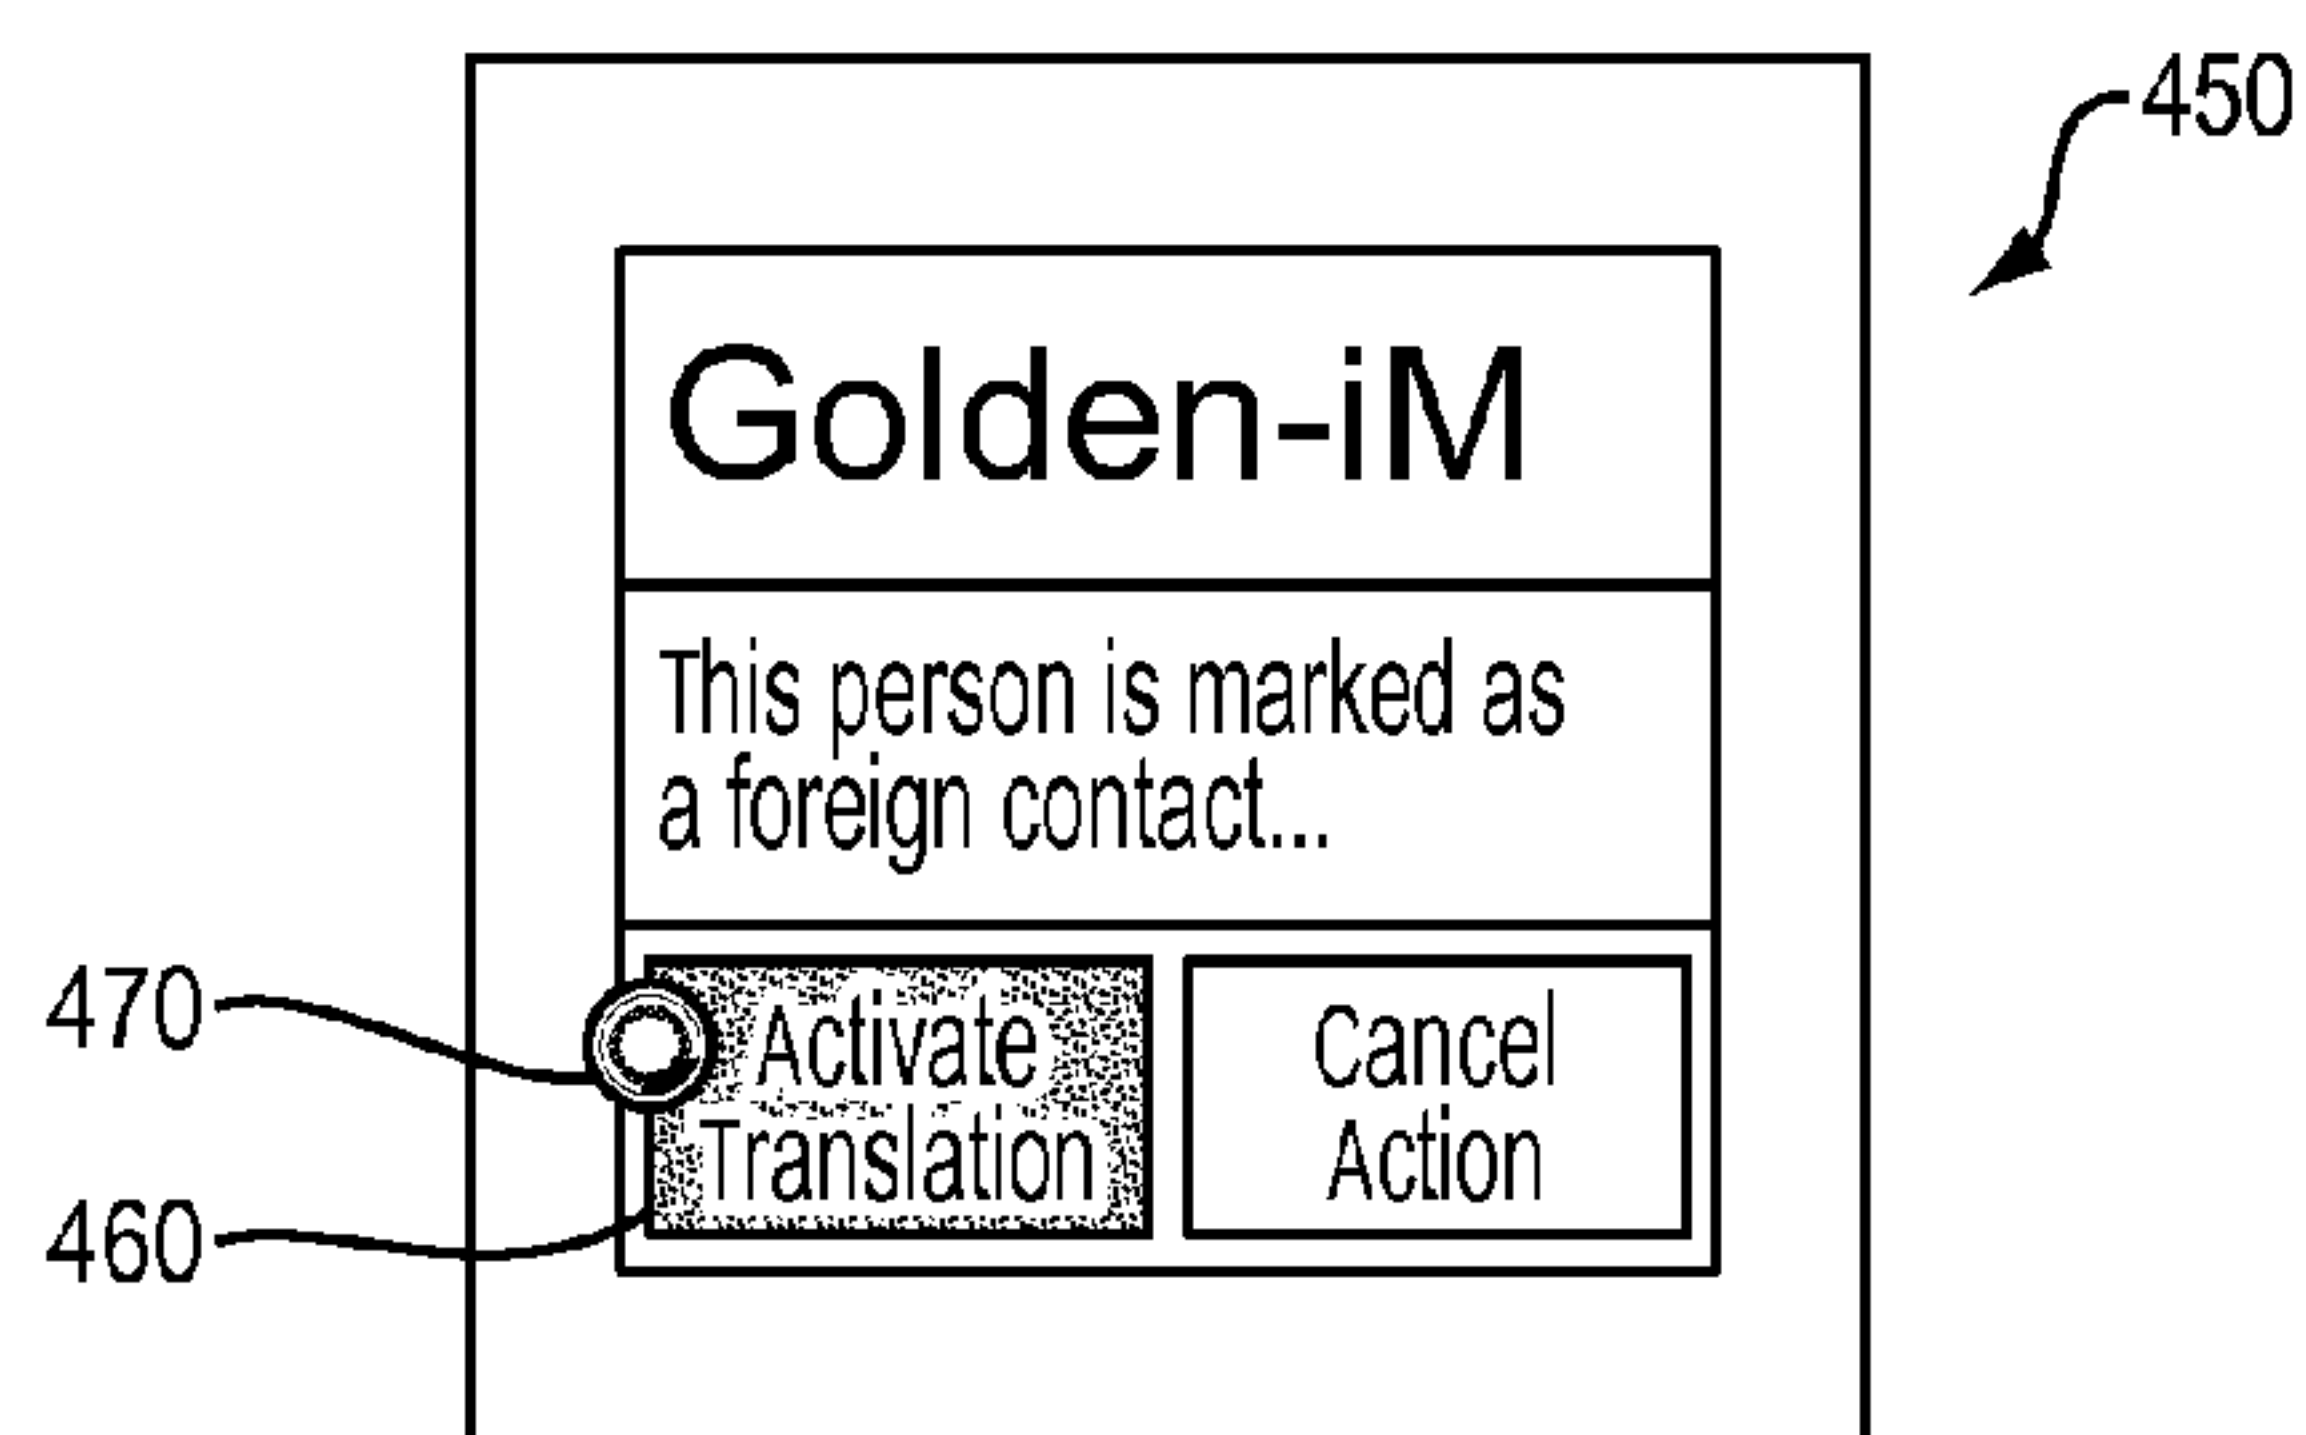 450
Golden-iM
This person is marked as
a foreign contact...
470
Activate
Translation
Cancel
Action
460